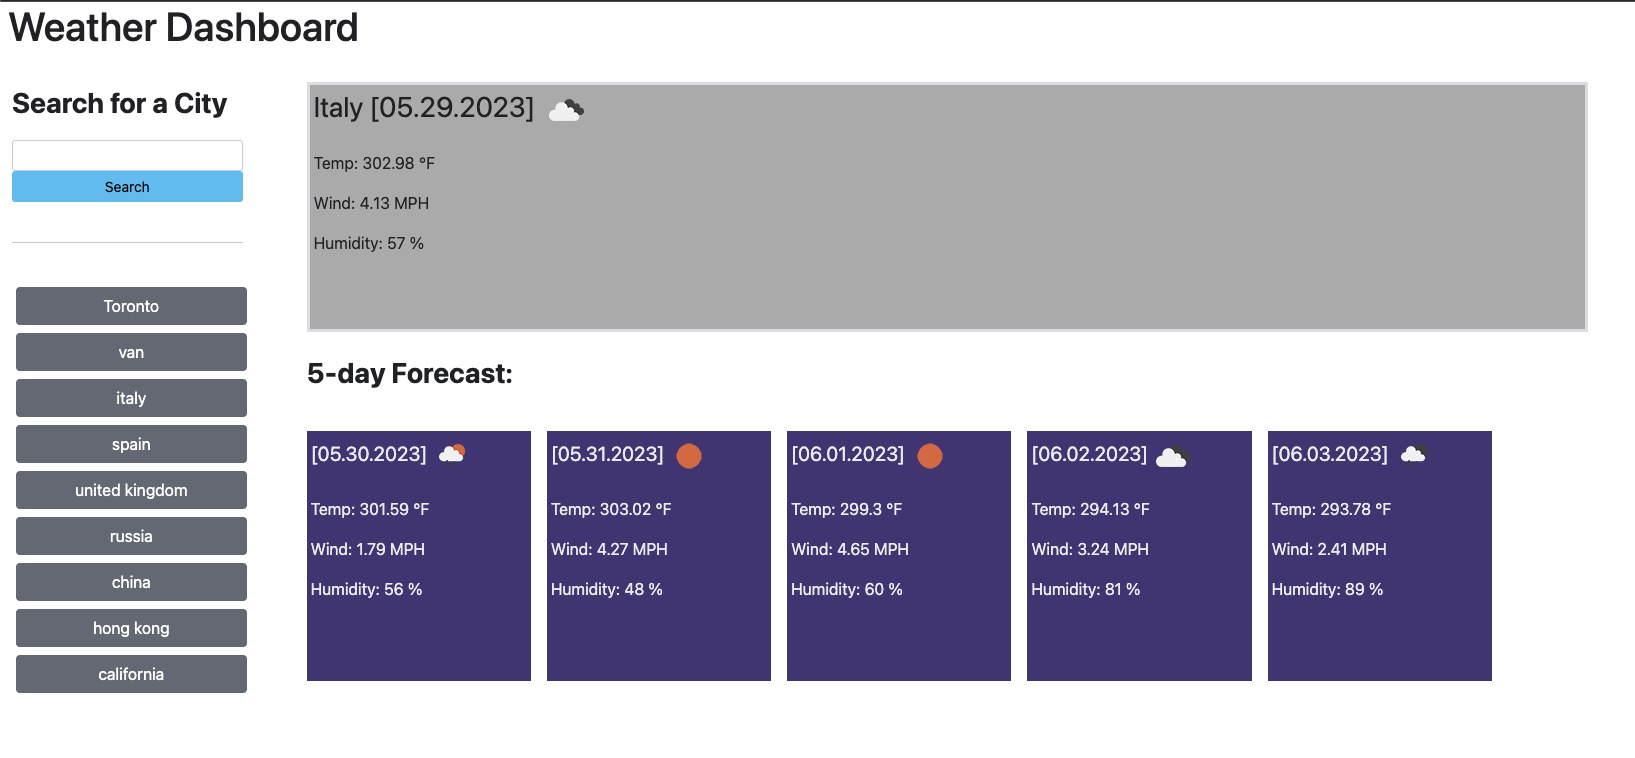 Weather Dashboard
Search for a City
Search
Toronto
van
italy
spain
united kingdom
russia
china
hong kong
california
Italy [05.29.2023]
Temp: 302.98 °F
Wind: 4.13 MPH
Humidity: 57 %
5-day Forecast:
[05.30.2023]
Temp: 301.59 °F
Wind: 1.79 MPH
Humidity: 56 %
[05.31.2023]
Temp: 303.02 °F
Wind: 4.27 MPH
Humidity: 48 %
[06.01.2023]
Temp: 299.3 °F
Wind: 4.65 MPH
Humidity: 60 %
[06.02.2023]
Temp: 294.13 °F
Wind: 3.24 MPH
Humidity: 81 %
[06.03.2023]
Temp: 293.78 °F
Wind: 2.41 MPH
Humidity: 89 %